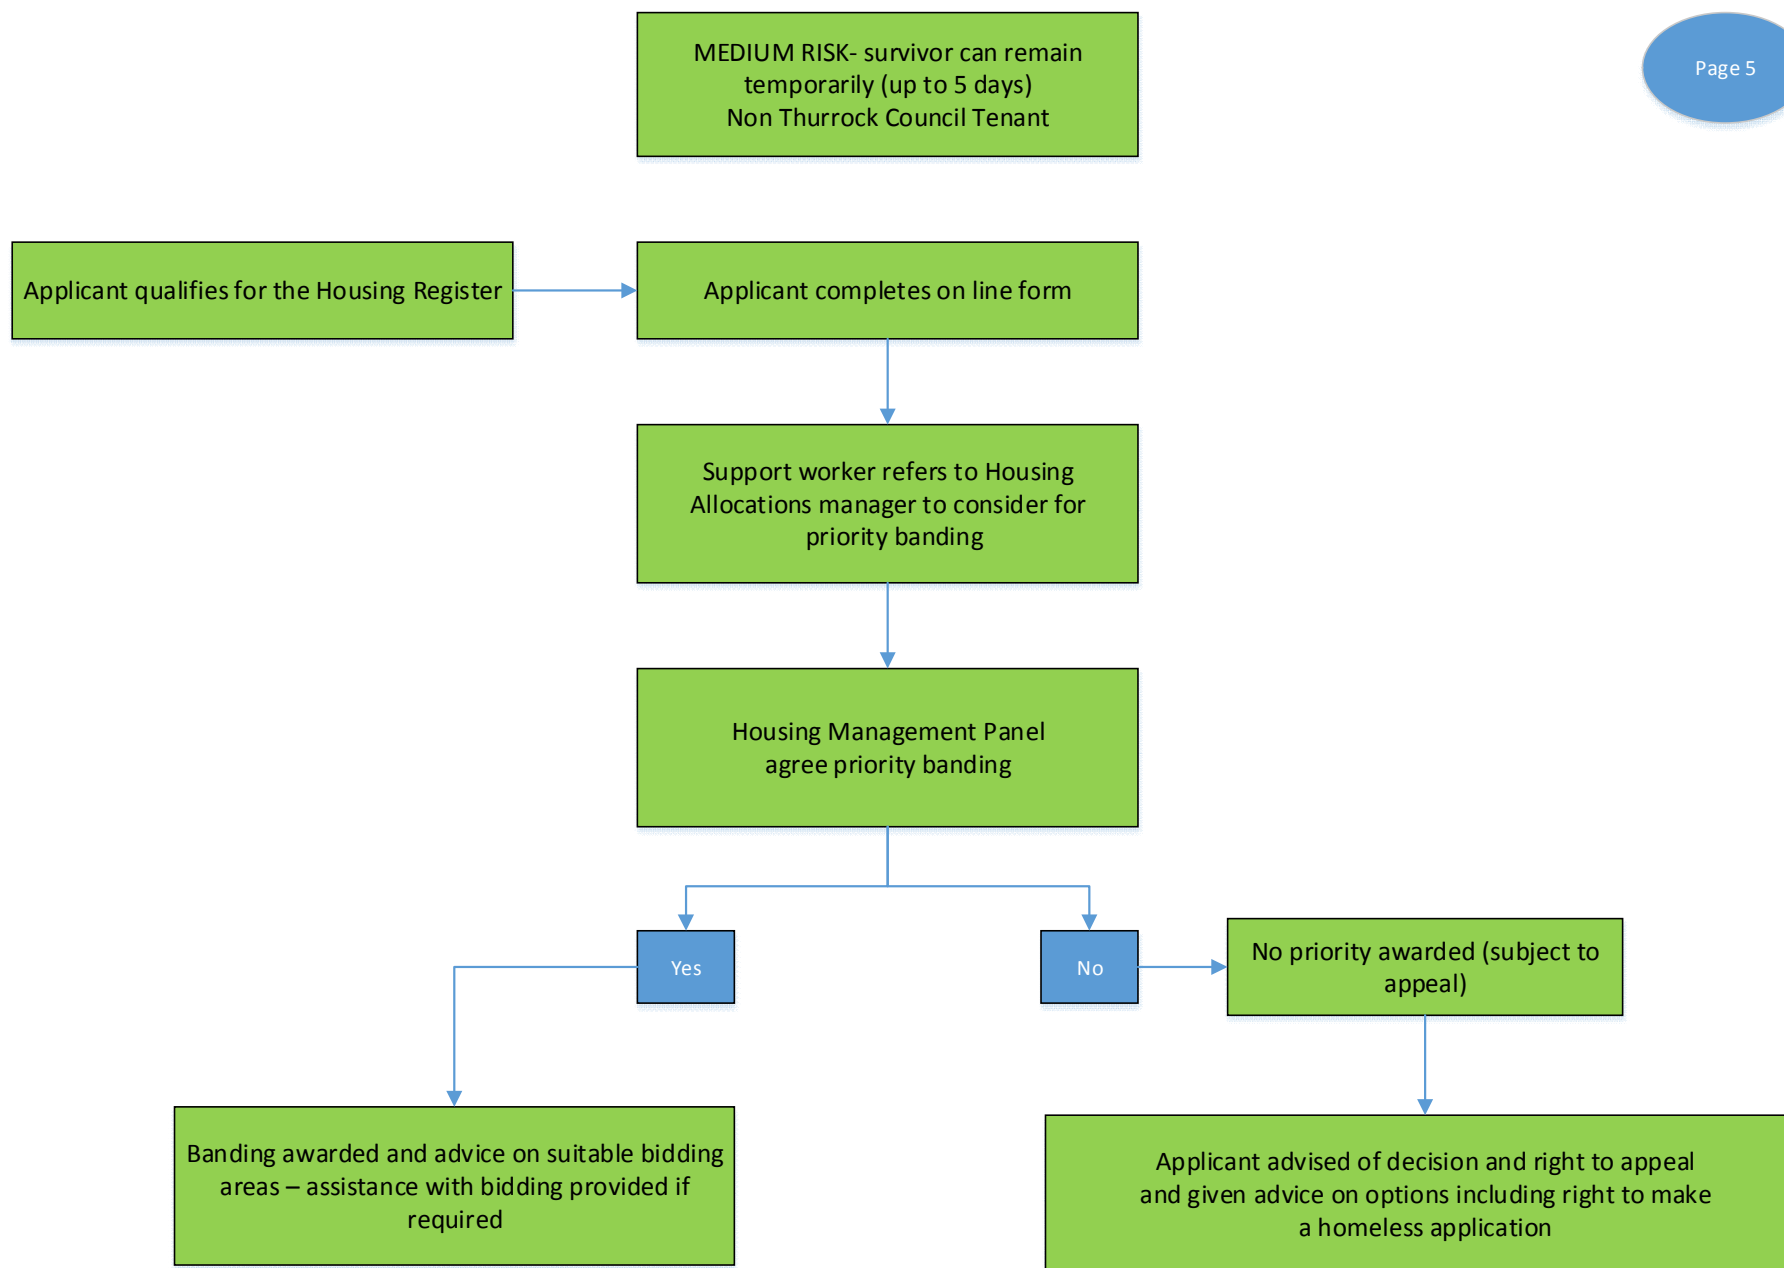 MEDIUM RISK- survivor can remain
temporarily (up to 5 days)
Non Thurrock Council Tenant
Page 5
Applicant qualifies for the Housing Register
Applicant completes on line form
Support worker refers to Housing
Allocations manager to consider for
priority banding
Housing Management Panel
agree priority banding
Yes
No
No priority awarded (subject to
appeal)
Banding awarded and advice on suitable bidding
areas – assistance with bidding provided if
required
Applicant advised of decision and right to appeal
and given advice on options including right to make
a homeless application